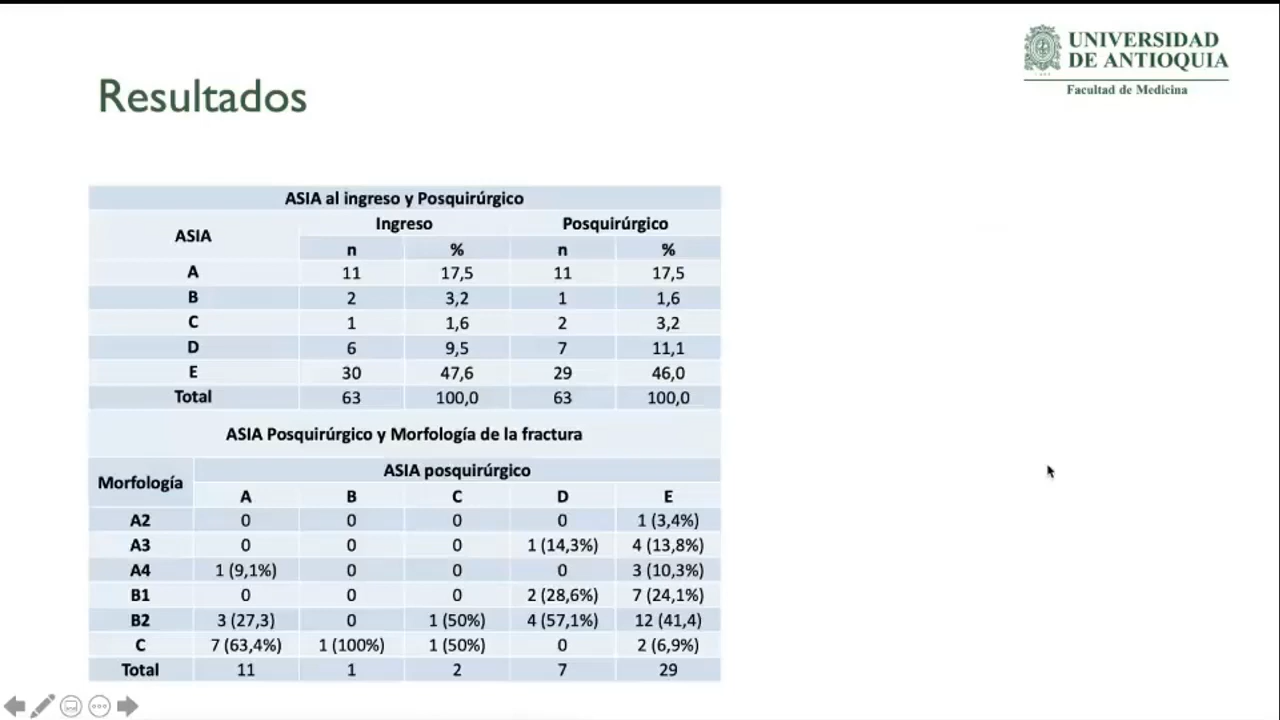 UNIVERSIDAD
DE ANTIOQUIA
Facultad de Medicina
Resultados
ASIA al ingreso y Posquirúrgico
ASIA Ingreso Posquirúrgico
n % n %
A 11 17,5 11 17,5
B 2 3,2 1 1,6
C 1 1,6 2 3,2
D 6 9,5 7 11,1
E 30 47,6 29 46,0
Total 63 100,0 63 100,0
ASIA Posquirúrgico y Morfología de la fractura
Morfología ASIA posquirúrgico
A B C D E
A2 0 0 0 0 1 (3,4%)
A3 0 0 0 1 (14,3%) 4 (13,8%)
A4 1 (9,1%) 0 0 0 3 (10,3%)
B1 0 0 0 2 (28,6%) 7 (24,1%)
B2 3 (27,3) 0 1 (50%) 4 (57,1%) 12 (41,4)
C 7 (63,4%) 1 (100%) 1 (50%) 0 2 (6,9%)
Total 11 1 2 7 29